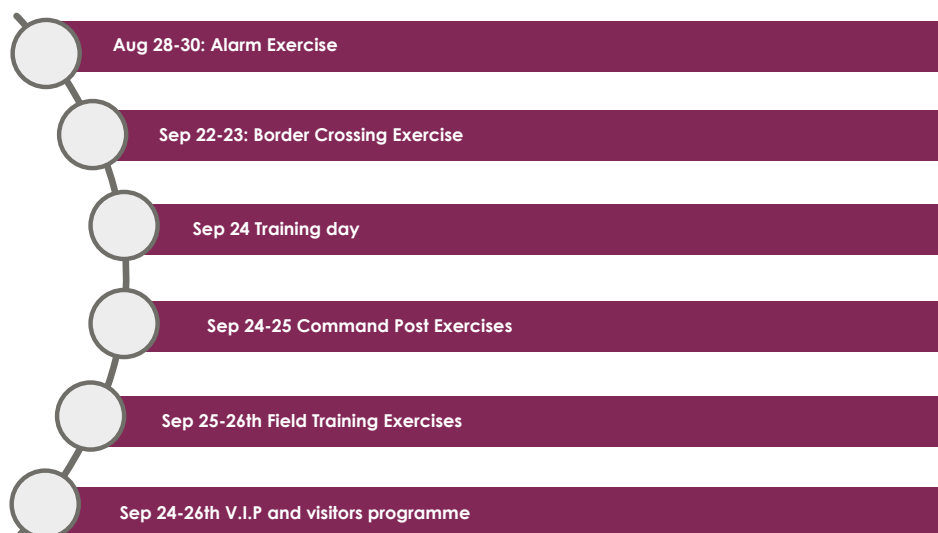 Aug 28-30: Alarm Exercise
Sep 22-23: Border Crossing Exercise
Sep 24 Training day
Sep 24-25 Command Post Exercises
Sep 25-26th Field Training Exercises
Sep 24-26th V.I.P and visitors programme